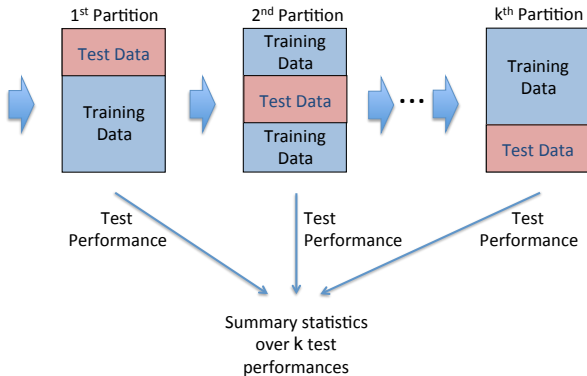 1st Partition
Test Data
Training
Data
2nd Partition
Training
Data
Test Data
Training
Data
...
kth Partition
Training
Data
Test Data
Test
Performance
Test
Performance
Test
Performance
Summary statistics
over k test
performances